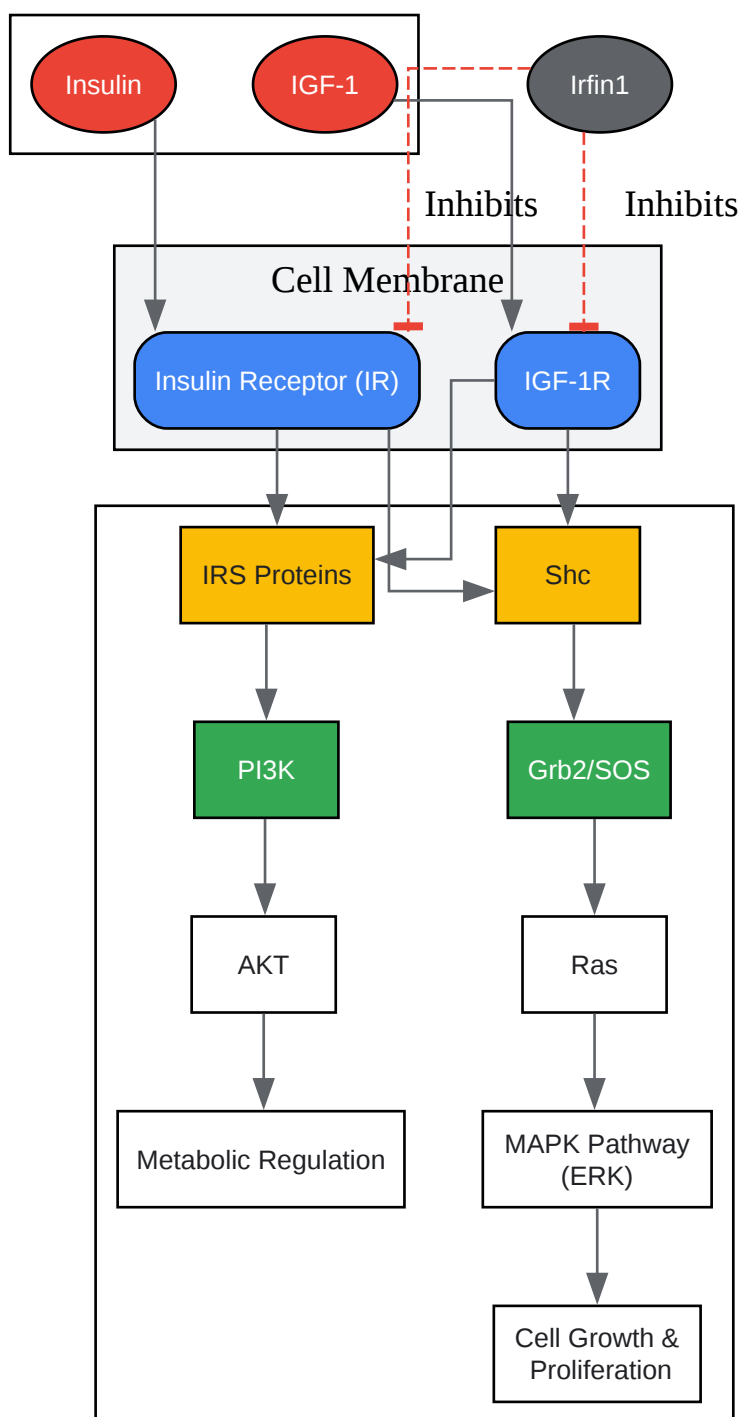 Insulin
IGF-1
Irfin1
Inhibits
Inhibits
Cell Membrane
Insulin Receptor (IR)
IGF-1R
IRS Proteins
Shc
PI3K
Grb2/SOS
AKT
Ras
Metabolic Regulation
MAPK Pathway
(ERK)
Cell Growth &
Proliferation